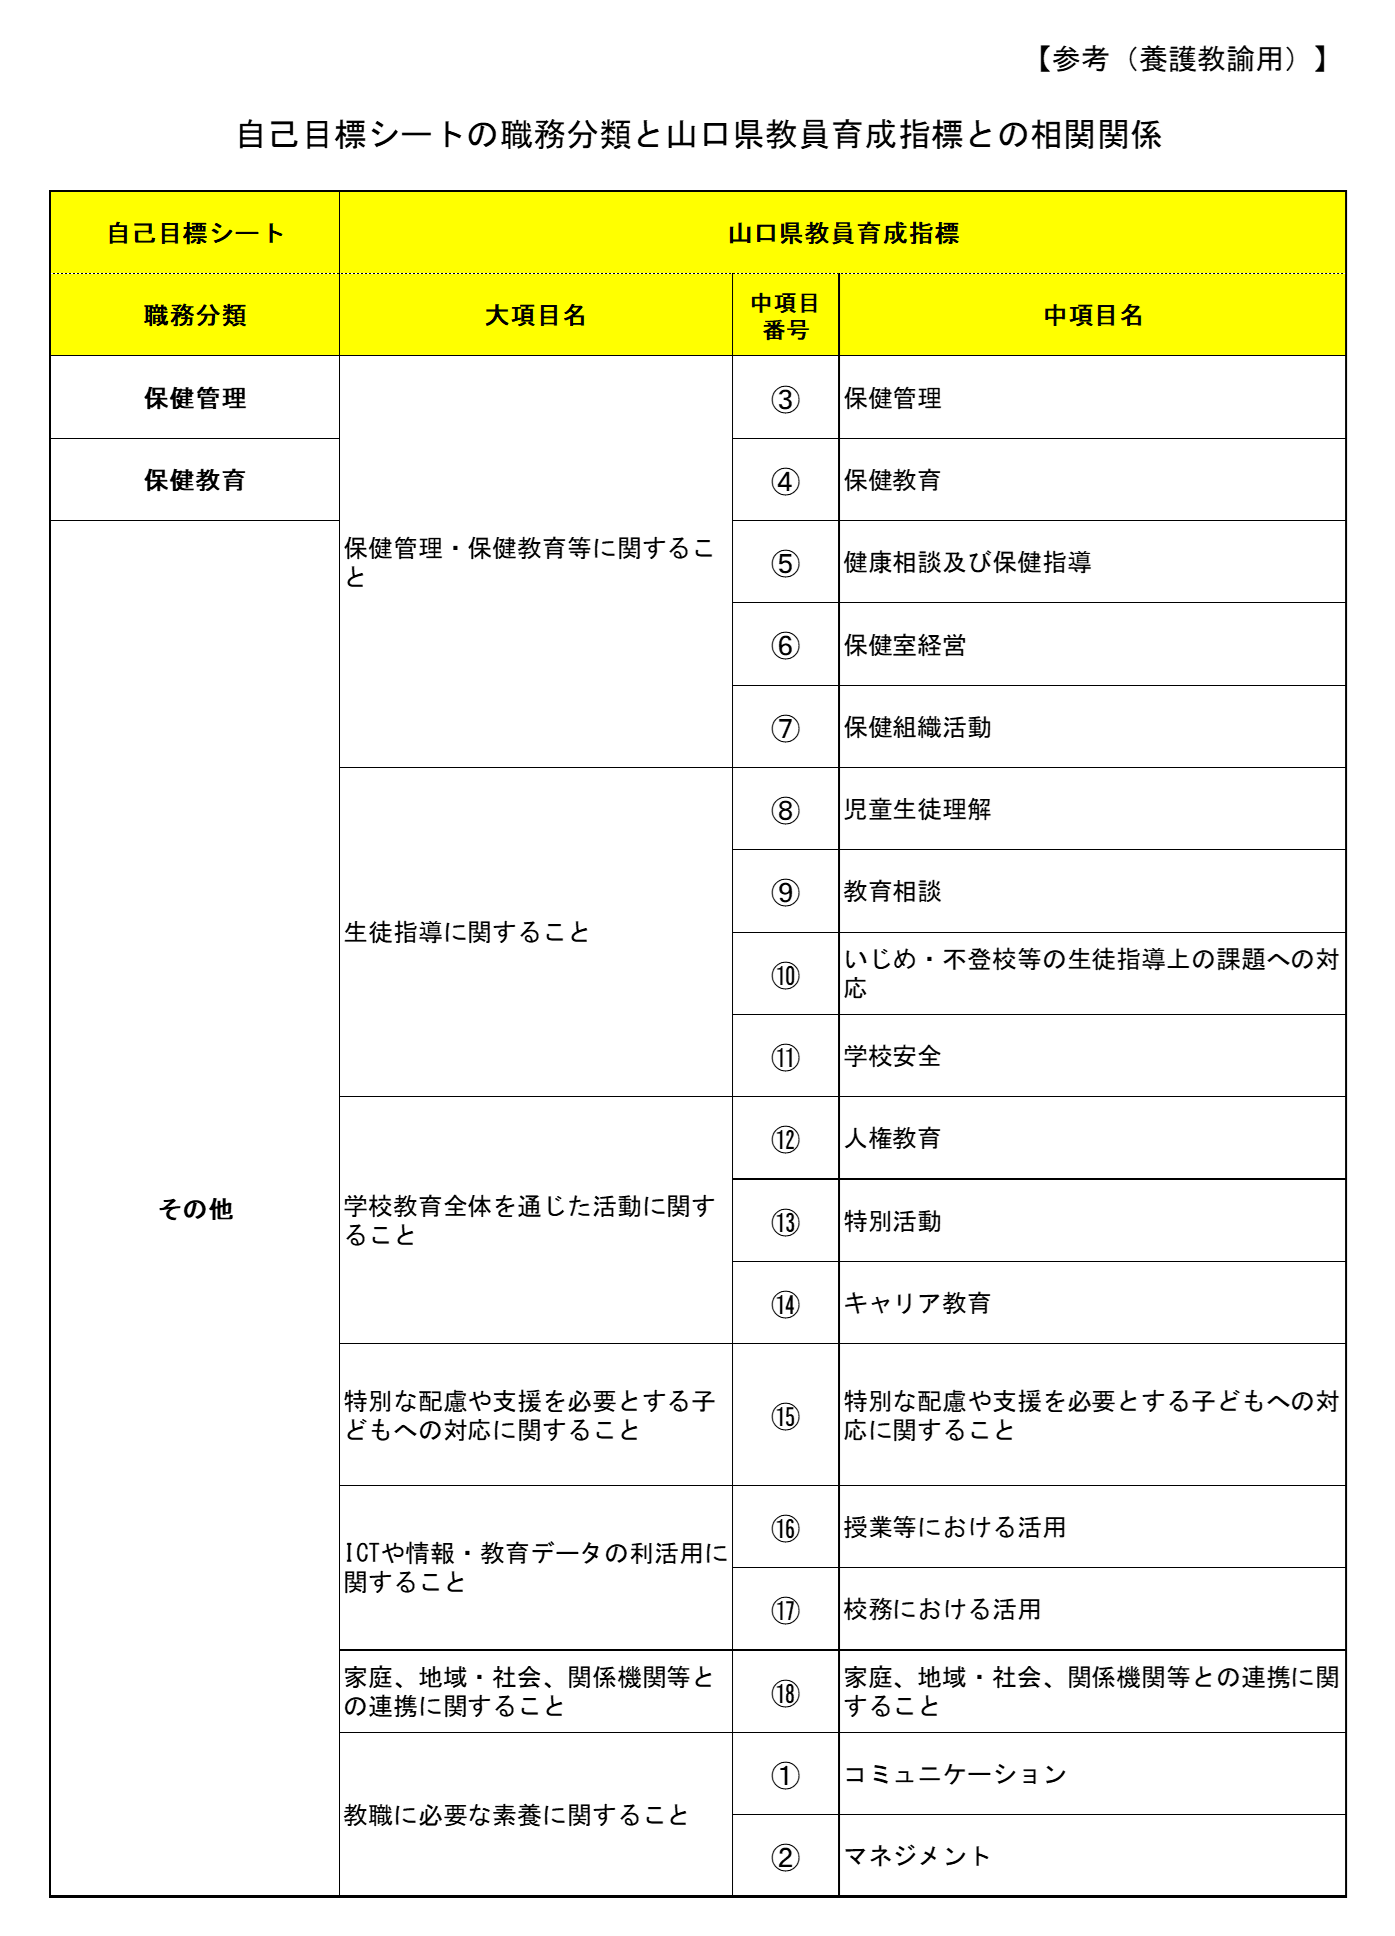 【参考（養護教諭用）】
自己目標シートの職務分類と山口県教員育成指標との相関関係
自己目標シート
山口県教員育成指標
職務分類
大項目名
中項目
番号
中項目名
保健管理
保健管理・保健教育等に関するこ
と
③
保健管理
保健教育
④
保健教育
その他
⑤
健康相談及び保健指導
⑥
保健室経営
⑦
保健組織活動
生徒指導に関すること
⑧
児童生徒理解
⑨
教育相談
⑩
いじめ・不登校等の生徒指導上の課題への対
応
⑪
学校安全
学校教育全体を通じた活動に関す
ること
⑫
人権教育
⑬
特別活動
⑭
キャリア教育
特別な配慮や支援を必要とする子
どもへの対応に関すること
⑮
特別な配慮や支援を必要とする子どもへの対
応に関すること
ICTや情報・教育データの利活用に
関すること
⑯
授業等における活用
⑰
校務における活用
家庭、地域・社会、関係機関等と
の連携に関すること
⑱
家庭、地域・社会、関係機関等との連携に関
すること
教職に必要な素養に関すること
①
コミュニケーション
②
マネジメント